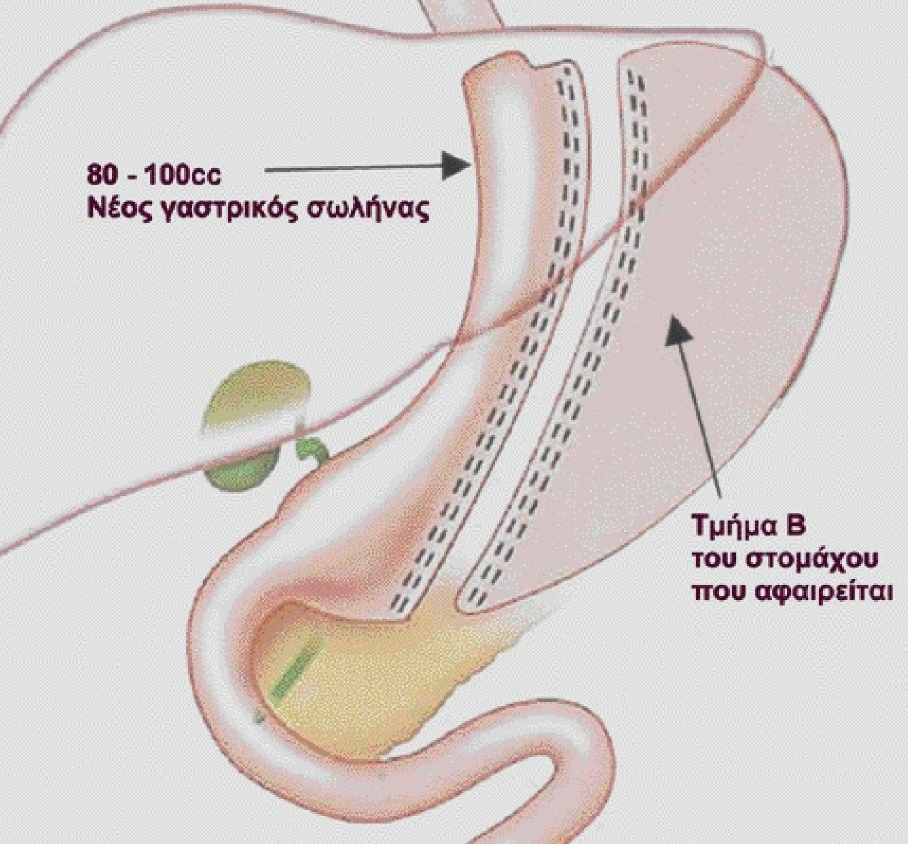 80 - 100cc
Νέος γαστρικός σωλήνας
Τμήμα Β
του στομάχου
που αφαιρείται